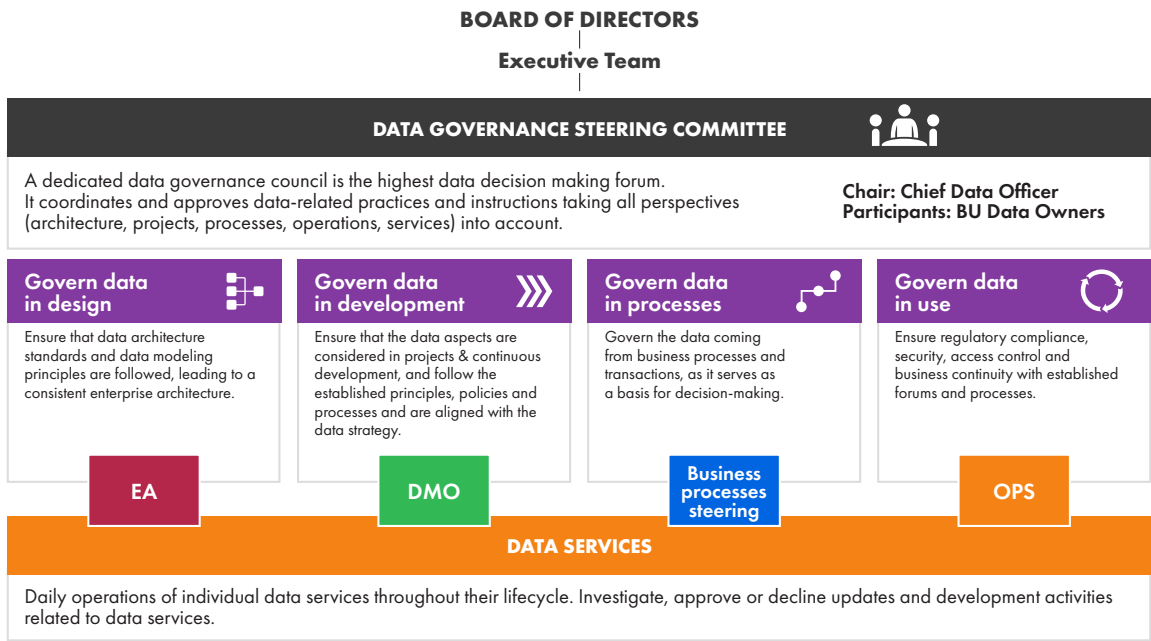 BOARD OF DIRECTORS
Executive Team
DATA GOVERNANCE STEERING COMMITTEE
A dedicated data governance council is the highest data decision making forum.
It coordinates and approves data-related practices and instructions taking all perspectives
(architecture, projects, processes, operations, services) into account.
Chair: Chief Data Officer
Participants: BU Data Owners
Govern data
in design
Ensure that data architecture
standards and data modeling
principles are followed, leading to a
consistent enterprise architecture.
EA
Govern data
in development
Ensure that the data aspects are
considered in projects & continuous
development, and follow the
established principles, policies and
processes and are aligned with the
data strategy.
DMO
Govern data
in processes
Govern the data coming
from business processes and
transactions, as it serves as
a basis for decision-making.
Business
processes
steering
Govern data
in use
Ensure regulatory compliance,
security, access control and
business continuity with established
forums and processes.
OPS
DATA SERVICES
Daily operations of individual data services throughout their lifecycle. Investigate, approve or decline updates and development activities
related to data services.